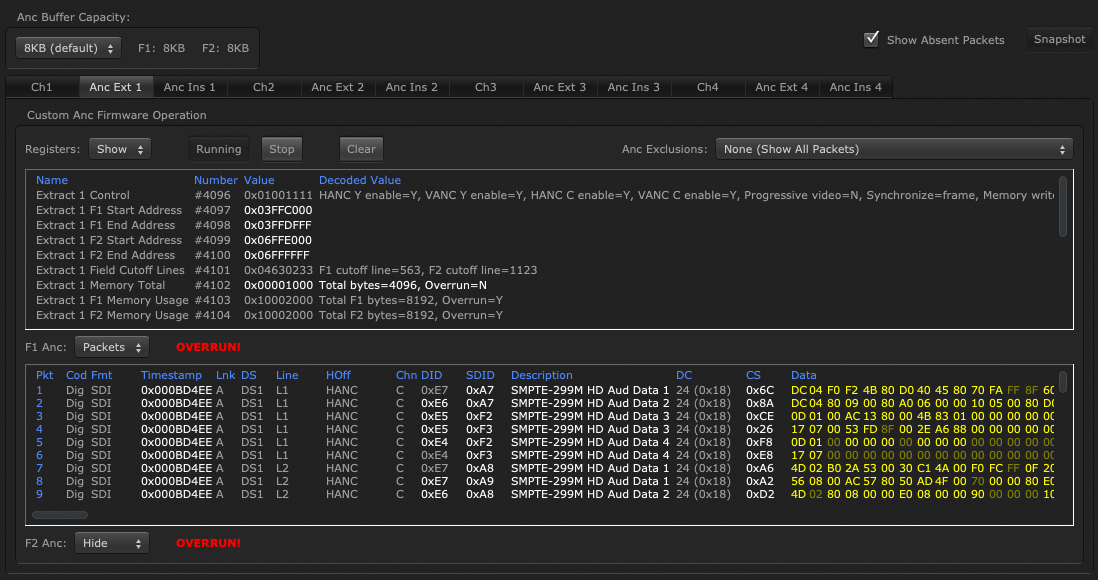 Anc Buffer Capacity:
8KB (default) F1: 8KB F2: 8KB
Show Absent Packets Snapshot
Ch1 Anc Ext 1 Anc Ins 1 Ch2 Anc Ext 2 Anc Ins 2 Ch3 Anc Ext 3 Anc Ins 3 Ch4 Anc Ext 4 Anc Ins 4
Custom Anc Firmware Operation
Registers: Show Running Stop Clear Anc Exclusions: None (Show All Packets)
Name Number Value Decoded Value
Extract 1 Control #4096 0x01001111 HANC Y enable=Y, VANC Y enable=Y, HANC C enable=Y, VANC C enable=Y, Progressive video=N, Synchronize=frame, Memory write
Extract 1 F1 Start Address #4097 0x03FFC000
Extract 1 F1 End Address #4098 0x03FFDFFF
Extract 1 F2 Start Address #4099 0x06FFE000
Extract 1 F2 End Address #4100 0x06FFFFFF
Extract 1 Field Cutoff Lines #4101 0x04630233 F1 cutoff line=563, F2 cutoff line=1123
Extract 1 Memory Total #4102 0x00001000 Total bytes=4096, Overrun=N
Extract 1 F1 Memory Usage #4103 0x10002000 Total F1 bytes=8192, Overrun=Y
Extract 1 F2 Memory Usage #4104 0x10002000 Total F2 bytes=8192, Overrun=Y
F1 Anc: Packets OVERRUN!
Pkt Cod Fmt Timestamp Lnk DS Line HOff Chn DID SDID Description DC CS Data
1 Dig SDI 0x000BD4EE A DS1 L1 HANC C 0xE7 0xA7 SMPTE-299M HD Aud Data 1 24 (0x18) 0x6C DC 04 F0 F2 4B 80 D0 40 45 80 70 FA FF 8F 60
2 Dig SDI 0x000BD4EE A DS1 L1 HANC C 0xE6 0xA7 SMPTE-299M HD Aud Data 2 24 (0x18) 0x8A DC 04 80 09 00 80 A0 06 00 00 10 05 00 80 D0
3 Dig SDI 0x000BD4EE A DS1 L1 HANC C 0xE5 0xF2 SMPTE-299M HD Aud Data 3 24 (0x18) 0xCE 0D 01 00 AC 13 80 00 4B 83 01 00 00 00 00 00
4 Dig SDI 0x000BD4EE A DS1 L1 HANC C 0xE5 0xF3 SMPTE-299M HD Aud Data 3 24 (0x18) 0x26 17 07 00 53 FD 8F 00 2E A6 88 00 00 00 00 00
5 Dig SDI 0x000BD4EE A DS1 L1 HANC C 0xE4 0xF2 SMPTE-299M HD Aud Data 4 24 (0x18) 0xF8 0D 01 00 00 00 00 00 00 00 00 00 00 00 00 00
6 Dig SDI 0x000BD4EE A DS1 L1 HANC C 0xE4 0xF3 SMPTE-299M HD Aud Data 4 24 (0x18) 0xE8 17 07 00 00 00 00 00 00 00 00 00 00 00 00 00
7 Dig SDI 0x000BD4EE A DS1 L2 HANC C 0xE7 0xA8 SMPTE-299M HD Aud Data 1 24 (0x18) 0xA6 4D 02 B0 2A 53 00 30 C1 4A 00 F0 FC FF 0F 20
8 Dig SDI 0x000BD4EE A DS1 L2 HANC C 0xE7 0xA9 SMPTE-299M HD Aud Data 1 24 (0x18) 0xA2 56 08 00 AC 57 80 50 AD 4F 00 70 00 00 80 E0
9 Dig SDI 0x000BD4EE A DS1 L2 HANC C 0xE6 0xA8 SMPTE-299M HD Aud Data 2 24 (0x18) 0xD2 4D 02 80 08 00 00 E0 08 00 00 90 00 00 00 10
F2 Anc: Hide OVERRUN!